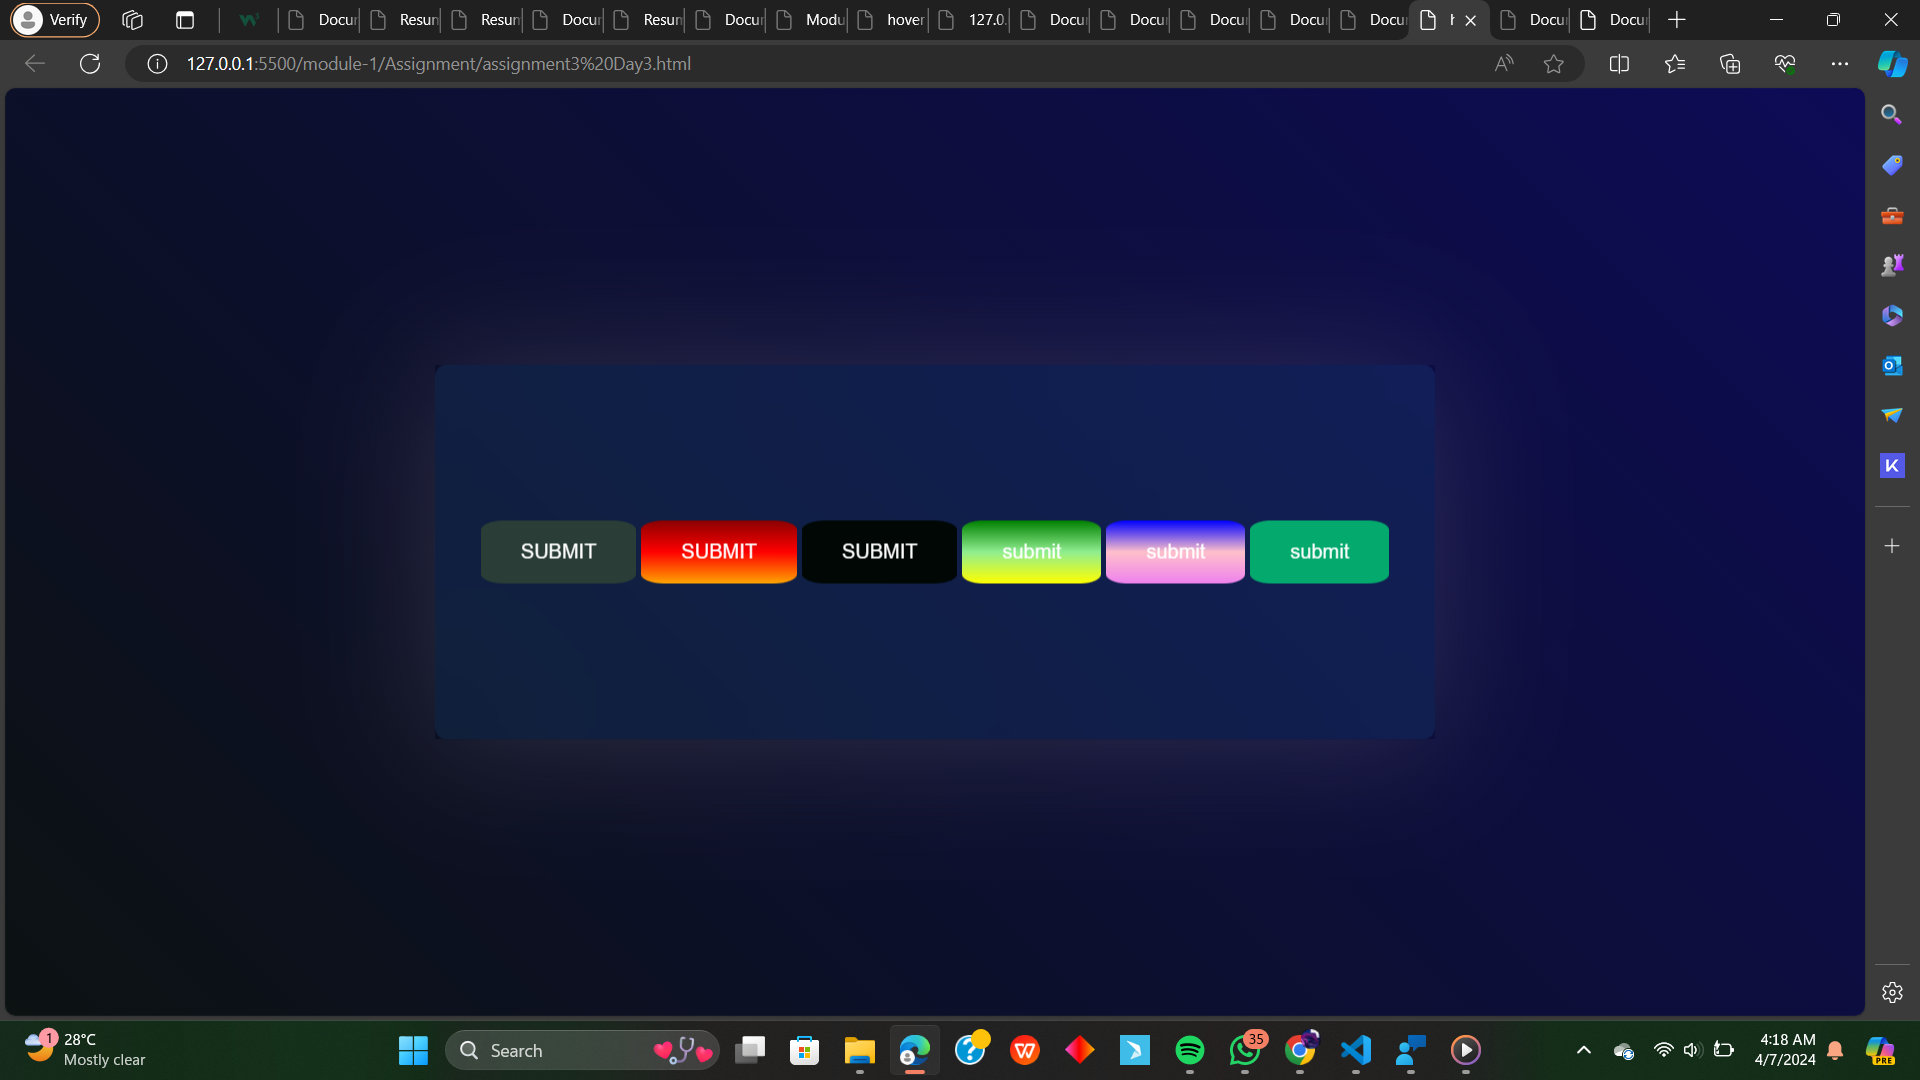 Verify
Docu
Resun
Resun
Docu
Resun
Docu
Modu
hover
127.0.
Docu
Docu
Docu
Docu
Docu
Docu
Docu
127.0.0.1:5500/module-1/Assignment/assignment3%20Day3.html
SUBMIT SUBMIT SUBMIT submit submit submit
1
28°C
Mostly clear
Search
35
4:18 AM
4/7/2024
PRE